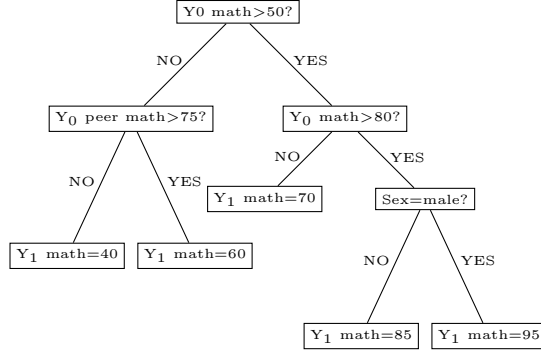 Y0 math>50?
NO
YES
Y₀ peer math>75?
Y₀ math>80?
NO
YES
NO
YES
Y₁ math=70
Sex=male?
Y₁ math=40
Y₁ math=60
NO
YES
Y₁ math=85
Y₁ math=95